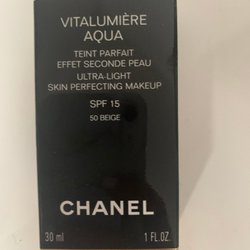 VITALUMIÈRE
AQUA
TEINT PARFAIT
EFFET SECONDE PEAU
ULTRA-LIGHT
SKIN PERFECTING MAKEUP
SPF 15
50 BEIGE
CHANEL
30 ml 1 FL. OZ.